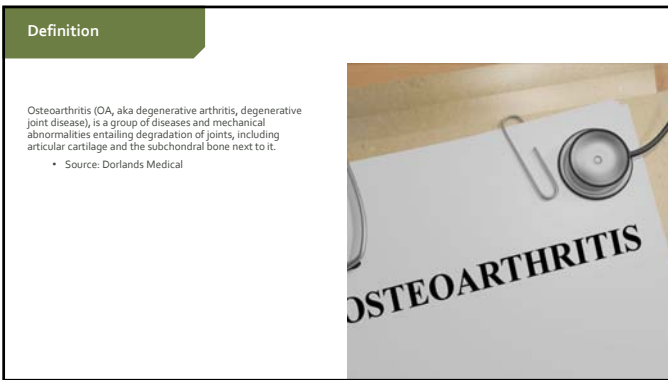 Definition
Osteoarthritis (OA, aka degenerative arthritis, degenerative
joint disease), is a group of diseases and mechanical
abnormalities entailing degradation of joints, including
articular cartilage and the subchondral bone next to it.
• Source: Dorlands Medical
OSTEOARTHRITIS